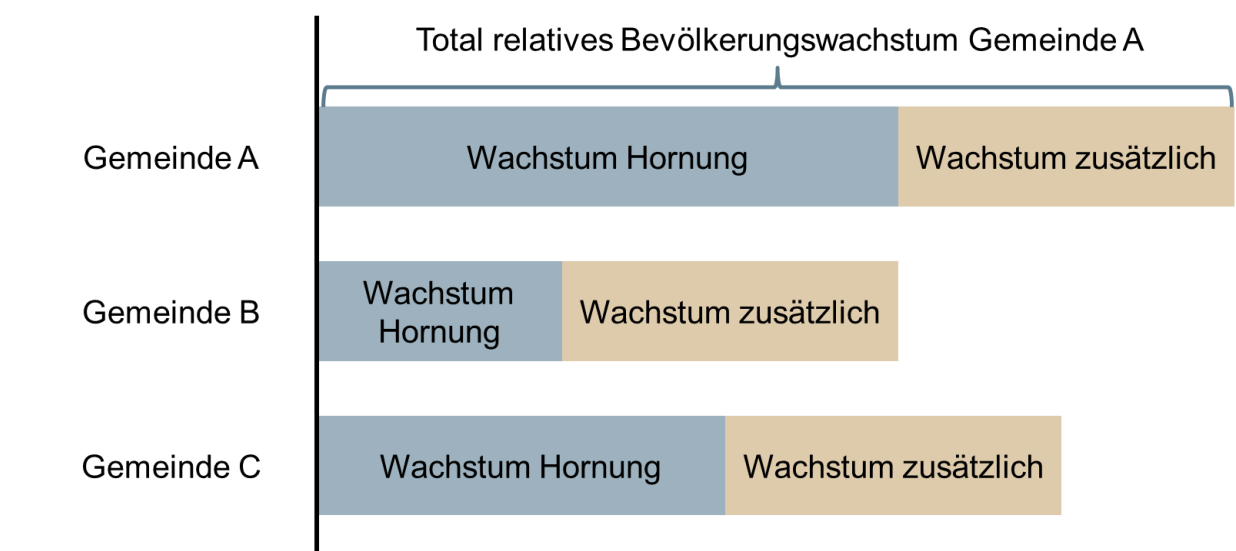 Total relatives Bevölkerungswachstum Gemeinde A
Gemeinde A
Wachstum Hornung
Wachstum zusätzlich
Gemeinde B
Wachstum
Hornung
Wachstum zusätzlich
Gemeinde C
Wachstum Hornung
Wachstum zusätzlich